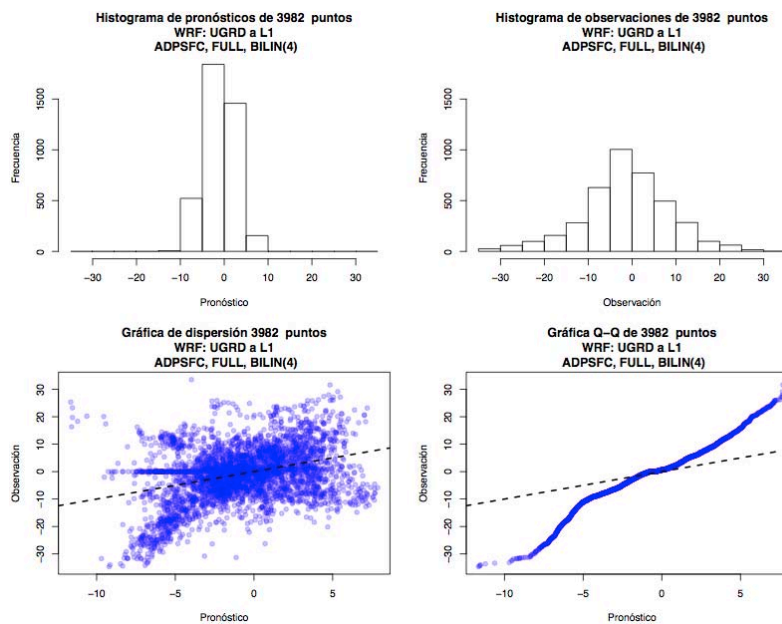 Histograma de pronósticos de 3982 puntos
WRF: UGRD a L1
ADPSFC, FULL, BILIN(4)
Frecuencia
0
500
1000
1500
−30 −20 −10 0 10 20 30
Pronóstico
Histograma de observaciones de 3982 puntos
WRF: UGRD a L1
ADPSFC, FULL, BILIN(4)
Frecuencia
0
500
1000
1500
−30 −20 −10 0 10 20 30
Observación
Gráfica de dispersión 3982 puntos
WRF: UGRD a L1
ADPSFC, FULL, BILIN(4)
Observación
30
20
10
0
−10
−20
−30
−10 −5 0 5
Pronóstico
Gráfica Q−Q de 3982 puntos
WRF: UGRD a L1
ADPSFC, FULL, BILIN(4)
Observación
30
20
10
0
−10
−20
−30
−10 −5 0 5
Pronóstico